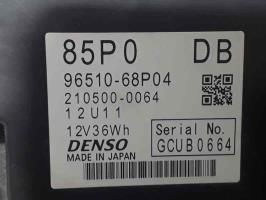 85P0 DB
96510-68P04
210500-0064
12U11
12V36Wh
DENSO
MADE IN JAPAN
Serial No.
GCUB0664